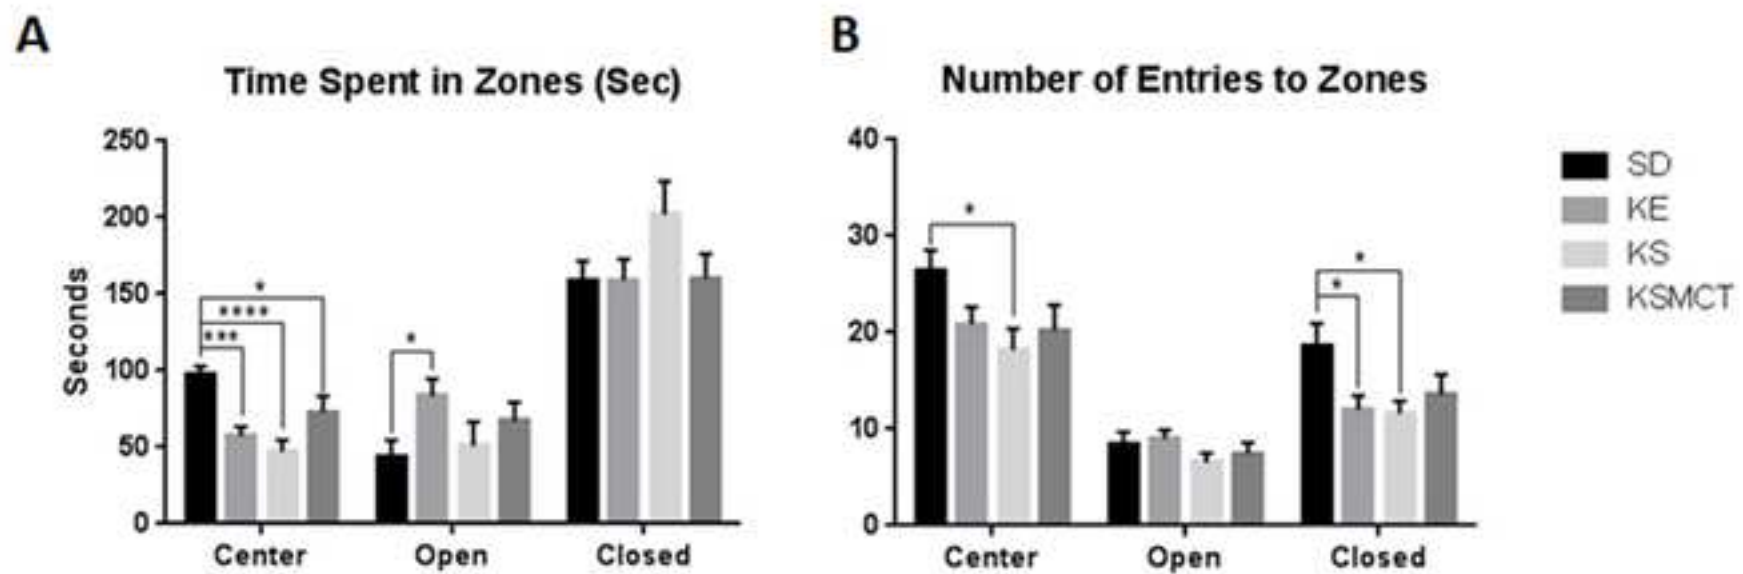 A
Time Spent in Zones (Sec)
Seconds
250
200
150
100
50
0
*
****
***
*
Center
Open
Closed
B
Number of Entries to Zones
40
30
20
10
0
*
*
*
Center
Open
Closed
SD
KE
KS
KSMCT